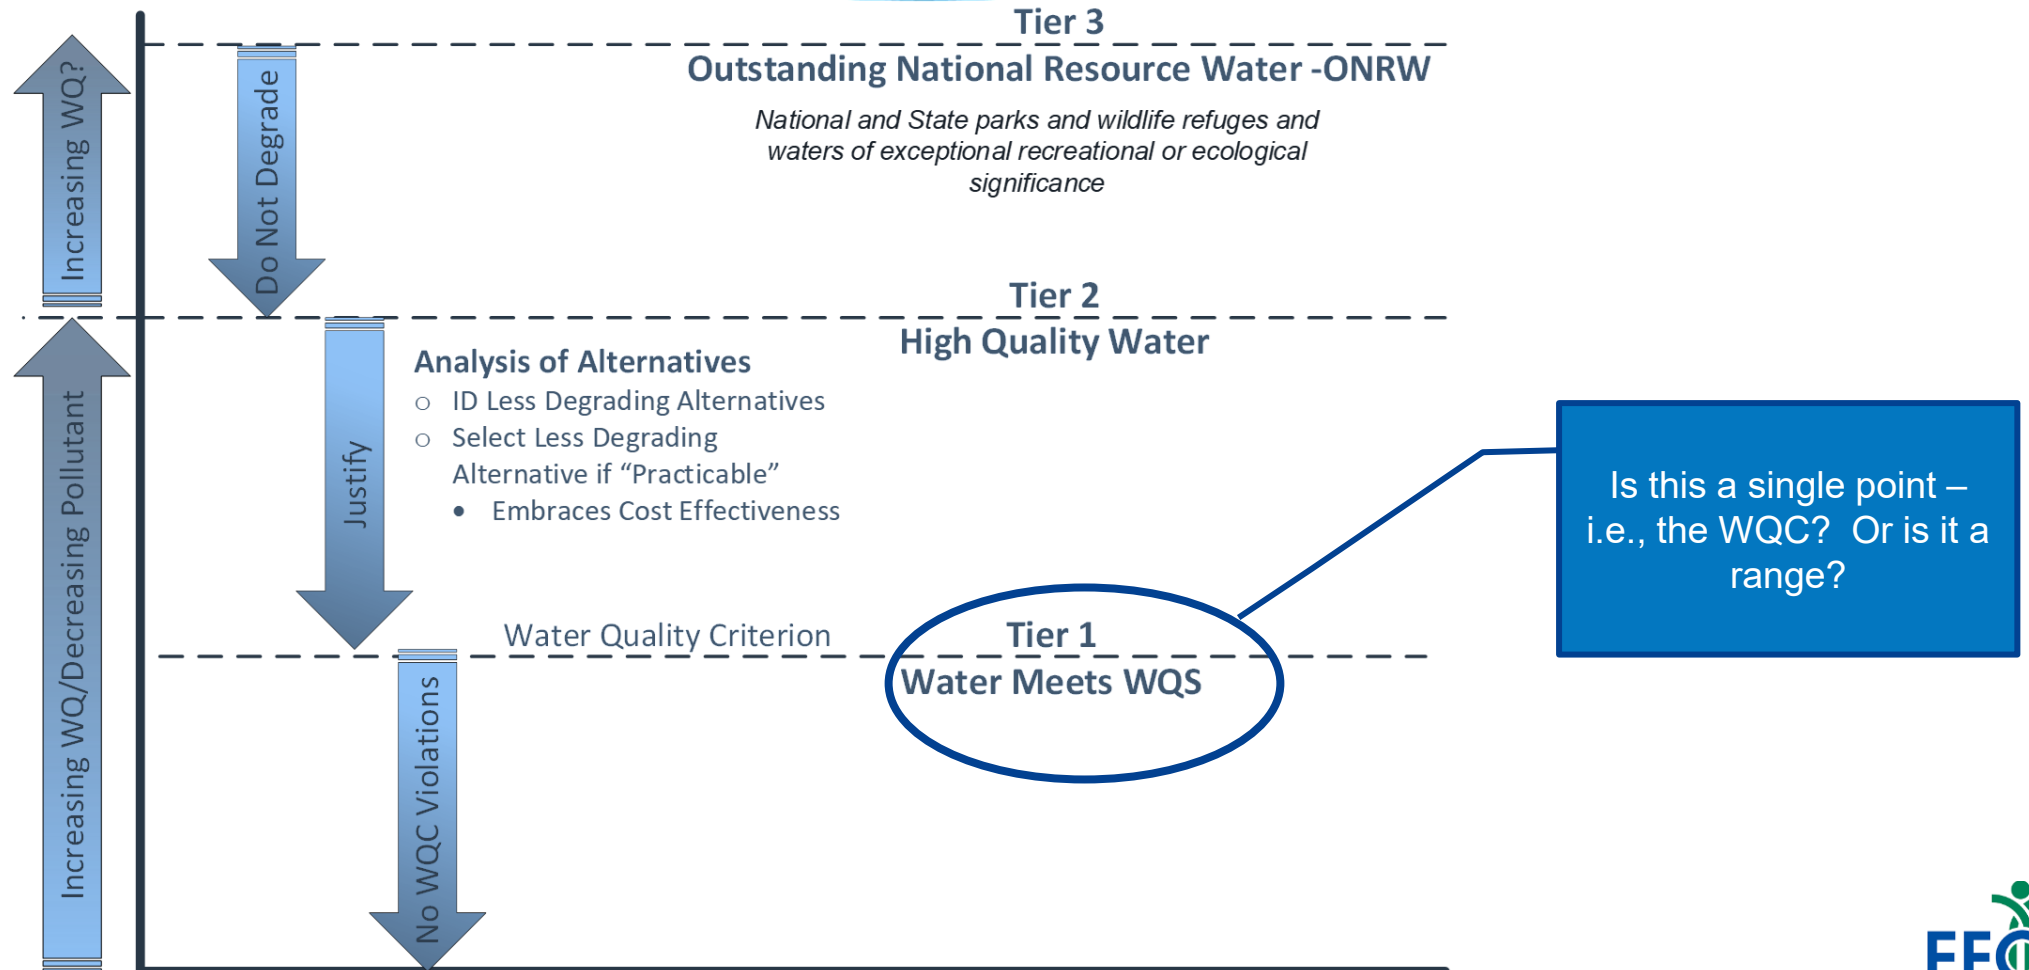 Tier 3
Outstanding National Resource Water -ONRW
National and State parks and wildlife refuges and
waters of exceptional recreational or ecological
significance
Increasing WQ?
Do Not Degrade
Tier 2
High Quality Water
Analysis of Alternatives
o ID Less Degrading Alternatives
o Select Less Degrading
Alternative if “Practicable”
• Embraces Cost Effectiveness
Justify
Increasing WQ/Decreasing Pollutant
Water Quality Criterion
Tier 1
Water Meets WQS
No WQC Violations
Is this a single point –
i.e., the WQC? Or is it a
range?